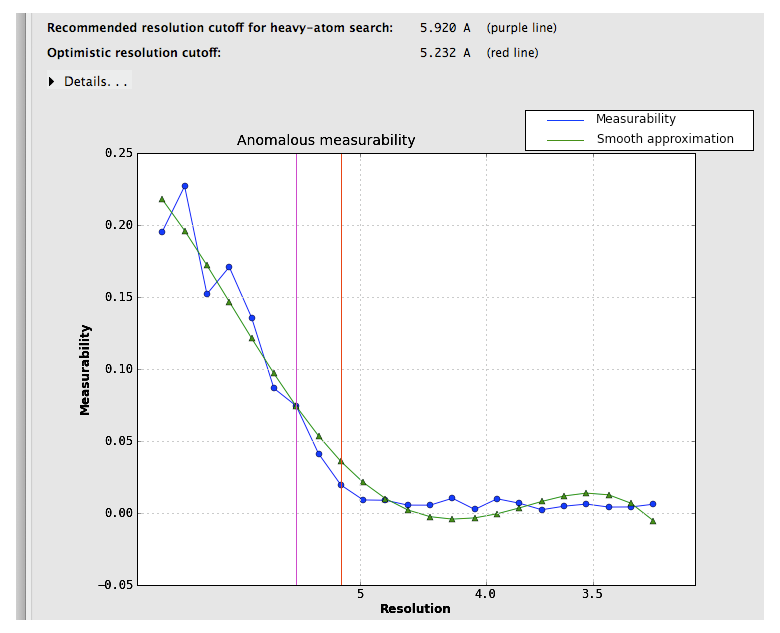 Recommended resolution cutoff for heavy-atom search: 5.920 A (purple line)
Optimistic resolution cutoff: 5.232 A (red line)
Details. . .
Measurability
Smooth approximation
Anomalous measurability
0.25
0.20
0.15
0.10
0.05
0.00
−0.05
Measurability
5 4.0 3.5
Resolution